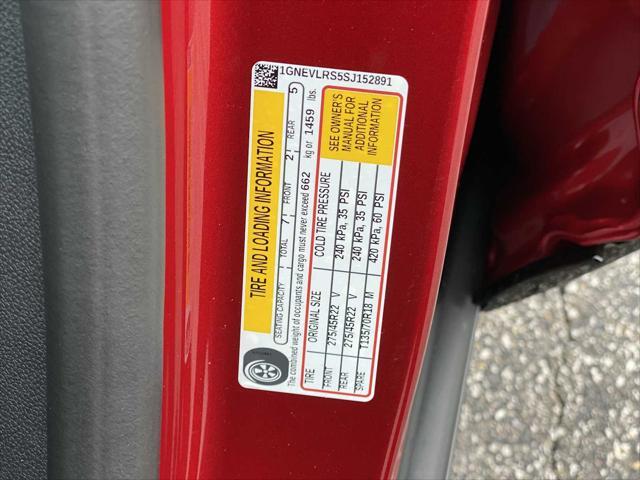 1GNEVLRS5SJ152891
TIRE AND LOADING INFORMATION
SEATING CAPACITY TOTAL 7 FRONT 2 REAR 5
The combined weight of occupants and cargo must never exceed 662 kg or 1459 lbs.
TIRE ORIGINAL SIZE COLD TIRE PRESSURE
FRONT 275/45R22 V 240 kPa, 35 PSI
REAR 275/45R22 V 240 kPa, 35 PSI
SPARE T135/70R18 M 420 kPa, 60 PSI
SEE OWNER'S
MANUAL FOR
ADDITIONAL
INFORMATION